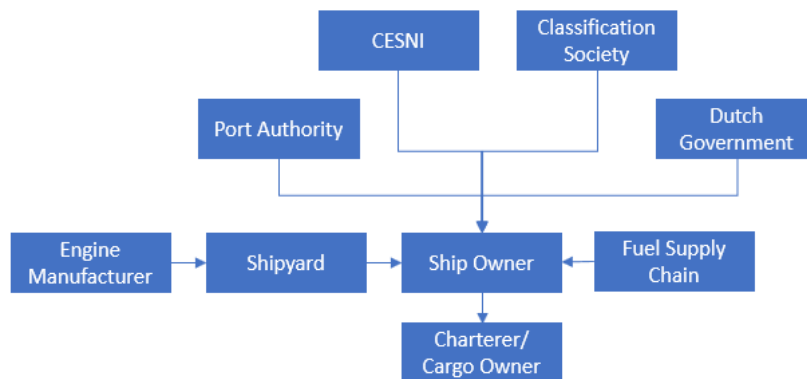 CESNI
Classification
Society
Port Authority
Dutch
Government
Engine
Manufacturer
Shipyard
Ship Owner
Fuel Supply
Chain
Charterer/
Cargo Owner